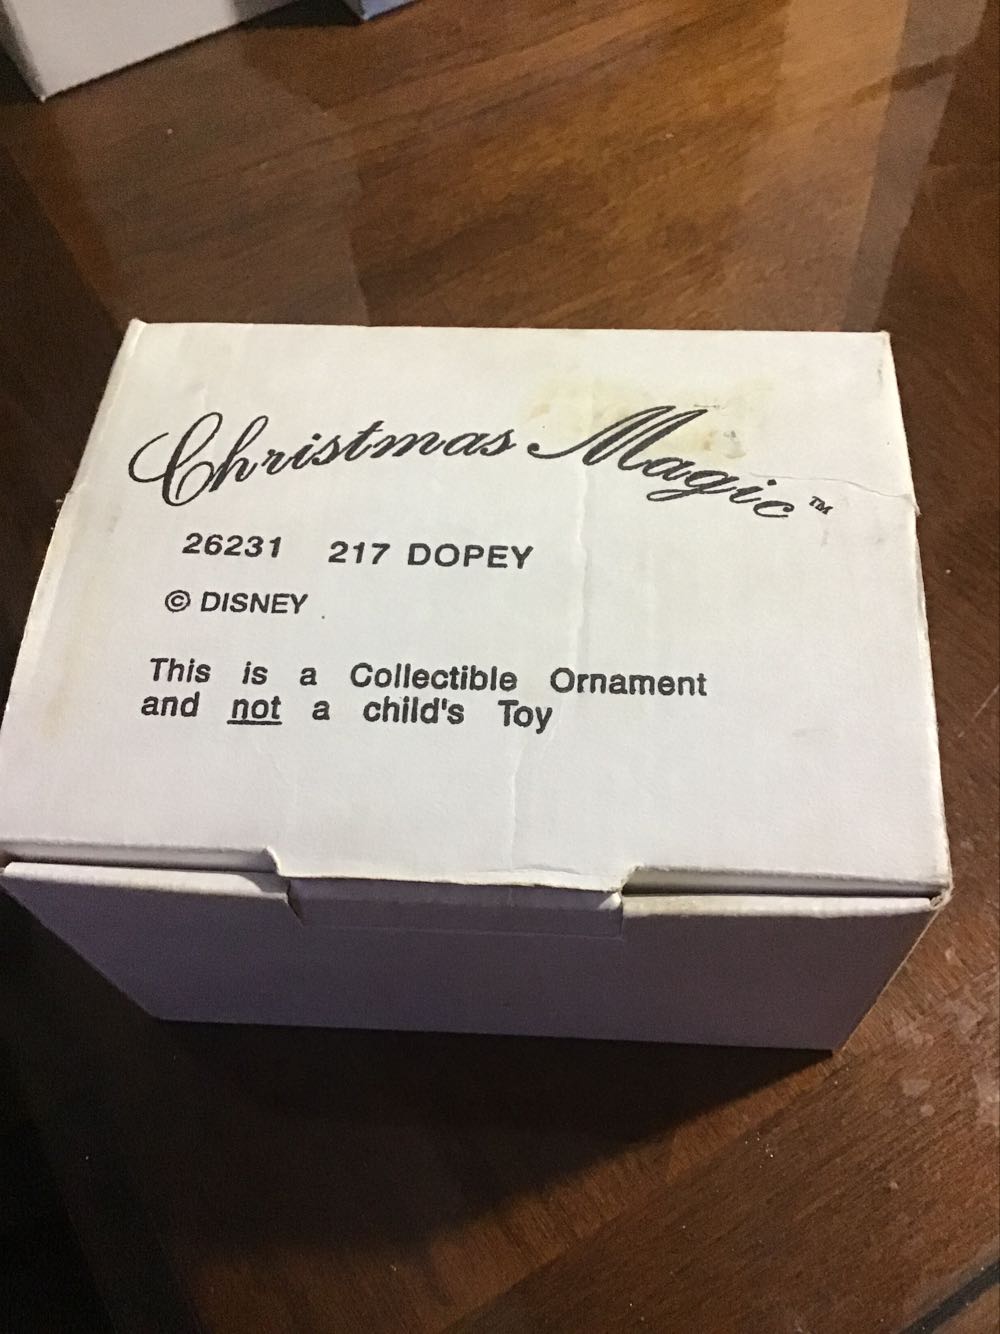 Christmas Magic™
26231 217 DOPEY
© DISNEY
This is a Collectible Ornament
and not a child's Toy